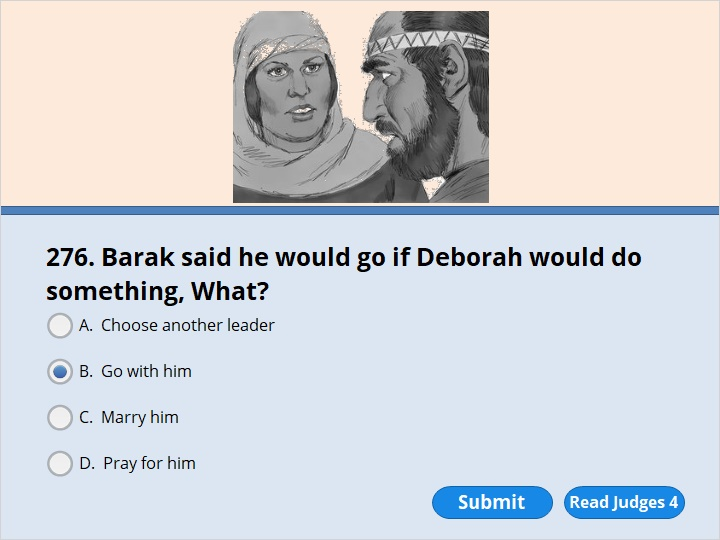 276. Barak said he would go if Deborah would do
something, What?
A. Choose another leader
B. Go with him
C. Marry him
D. Pray for him
Submit
Read Judges 4